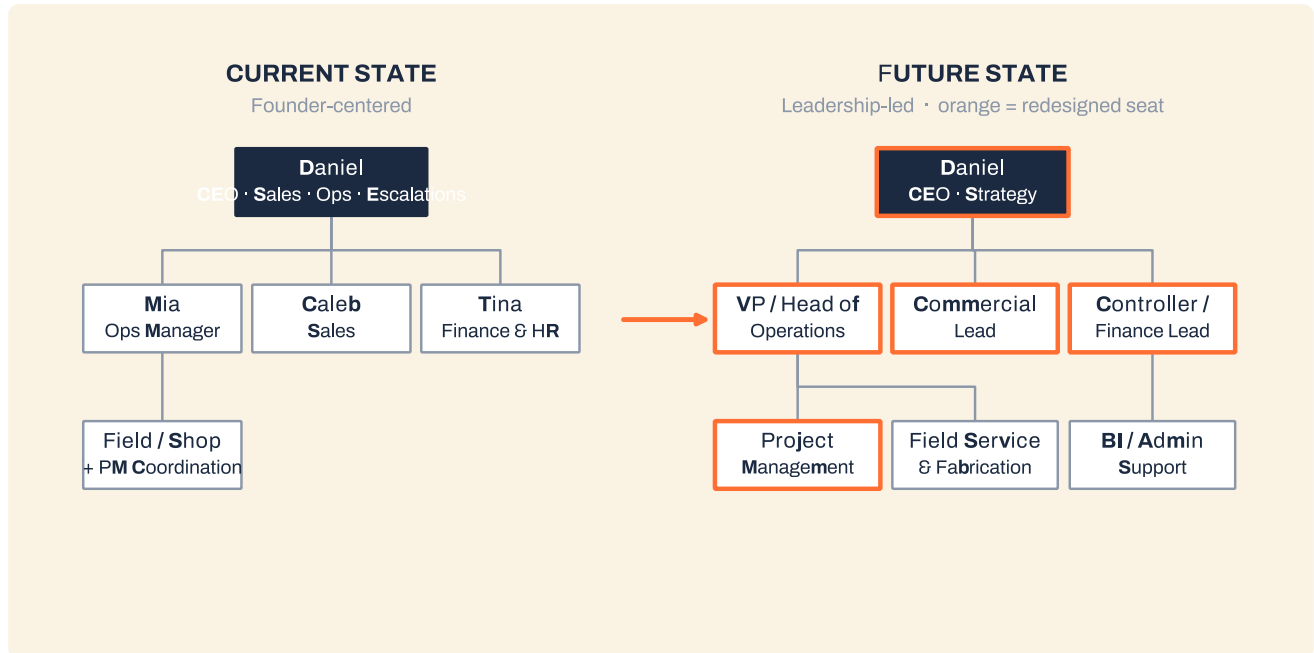 CURRENT STATE
Founder-centered
Daniel
CEO · Sales · Ops · Escalations
Mia
Ops Manager
Caleb
Sales
Tina
Finance & HR
Field / Shop
+ PM Coordination
FUTURE STATE
Leadership-led · orange = redesigned seat
Daniel
CEO · Strategy
VP / Head of
Operations
Commercial
Lead
Controller /
Finance Lead
Project
Management
Field Service
& Fabrication
BI / Admin
Support